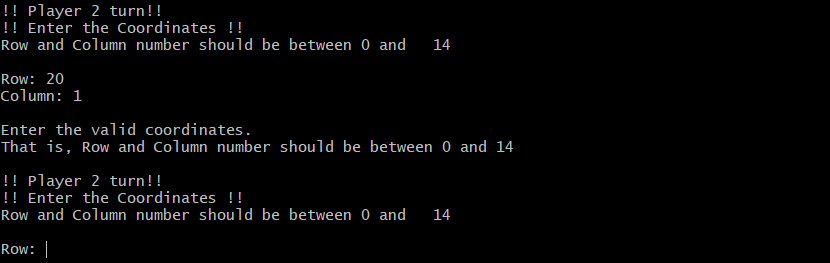 !! Player 2 turn!!
!! Enter the Coordinates !!
Row and Column number should be between 0 and   14

Row: 20
Column: 1

Enter the valid coordinates.
That is, Row and Column number should be between 0 and 14

!! Player 2 turn!!
!! Enter the Coordinates !!
Row and Column number should be between 0 and   14

Row: